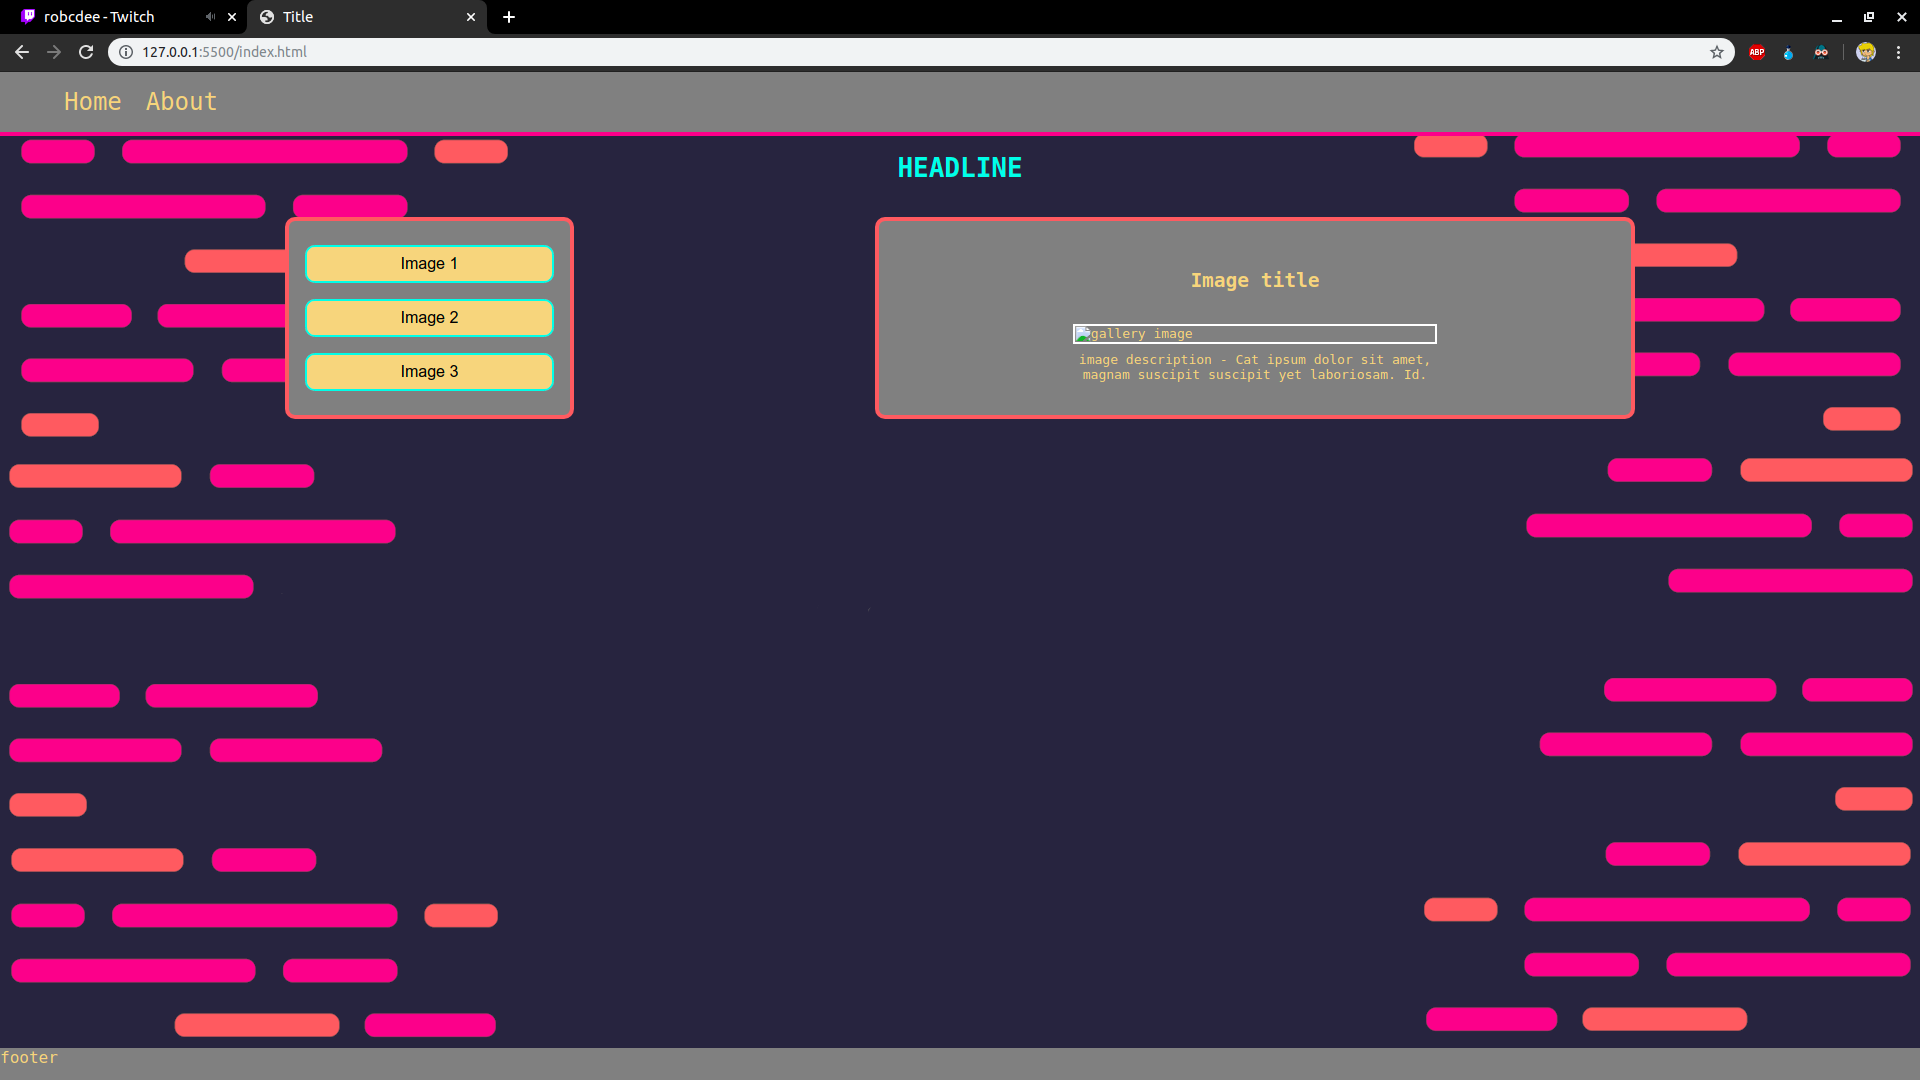 robcdee - Twitch
Title
127.0.0.1:5500/index.html
ABP
Home About
HEADLINE
Image 1
Image 2
Image 3
Image title
gallery image
image description - Cat ipsum dolor sit amet,
magnam suscipit suscipit yet laboriosam. Id.
footer